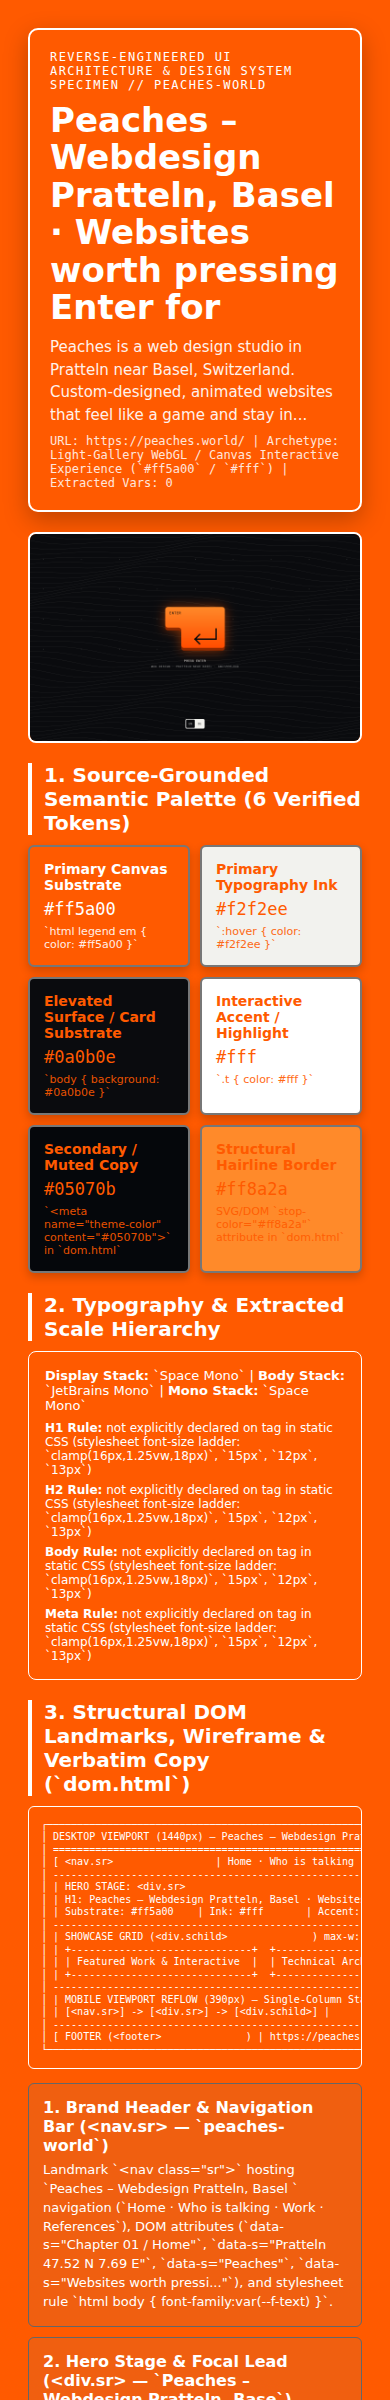 REVERSE-ENGINEERED UI
ARCHITECTURE & DESIGN SYSTEM
SPECIMEN // PEACHES-WORLD
Peaches –
Webdesign
Pratteln, Basel
· Websites
worth pressing
Enter for
Peaches is a web design studio in
Pratteln near Basel, Switzerland.
Custom-designed, animated websites
that feel like a game and stay in…
URL: https://peaches.world/ | Archetype:
Light-Gallery WebGL / Canvas Interactive
Experience (`#ff5a00` / `#fff`) |
Extracted Vars: 0
ENTER
PRESS ENTER
1. Source-Grounded
Semantic Palette (6 Verified
Tokens)
Primary Canvas
Substrate
#ff5a00
`html legend em {
color: #ff5a00 }`
Primary
Typography Ink
#f2f2ee
`:hover { color:
#f2f2ee }`
Elevated
Surface / Card
Substrate
#0a0b0e
`body { background:
#0a0b0e }`
Interactive
Accent /
Highlight
#fff
`.t { color: #fff }`
Secondary /
Muted Copy
#05070b
`<meta
name="theme-color"
content="#05070b">`
in `dom.html`
Structural
Hairline Border
#ff8a2a
SVG/DOM `stop-
color="#ff8a2a"`
attribute in `dom.html`
2. Typography & Extracted
Scale Hierarchy
Display Stack: `Space Mono` | Body Stack:
`JetBrains Mono` | Mono Stack: `Space
Mono`
H1 Rule: not explicitly declared on tag in static
CSS (stylesheet font-size ladder:
`clamp(16px,1.25vw,18px)`, `15px`, `12px`,
`13px`)
H2 Rule: not explicitly declared on tag in static
CSS (stylesheet font-size ladder:
`clamp(16px,1.25vw,18px)`, `15px`, `12px`,
`13px`)
Body Rule: not explicitly declared on tag in
static CSS (stylesheet font-size ladder:
`clamp(16px,1.25vw,18px)`, `15px`, `12px`,
`13px`)
Meta Rule: not explicitly declared on tag in
static CSS (stylesheet font-size ladder:
`clamp(16px,1.25vw,18px)`, `15px`, `12px`,
`13px`)
3. Structural DOM
Landmarks, Wireframe &
Verbatim Copy
(`dom.html`)
DESKTOP VIEWPORT (1440px) — Peaches — Webdesign Pra
[ <nav.sr> | Home · Who is talking
| HERO STAGE: <div.sr>
| H1: Peaches — Webdesign Pratteln, Basel · Website
| Substrate: #ff5a00 | Ink: #fff | Accent:
| SHOWCASE GRID (<div.schild> ) max-w:
| | Featured Work & Interactive | | Technical Arc
| MOBILE VIEWPORT REFLOW (390px) — Single-Column St
| [<nav.sr>] -> [<div.sr>] -> [<div.schild>] |
[ FOOTER (<footer> ) | https://peaches
1. Brand Header & Navigation
Bar (<nav.sr> — `peaches-
world`)
Landmark `<nav class="sr">` hosting
`Peaches – Webdesign Pratteln, Basel `
navigation (`Home · Who is talking · Work ·
References`), DOM attributes (`data-
s="Chapter 01 / Home"`, `data-s="Pratteln
47.52 N 7.69 E"`, `data-s="Peaches"`, `data-
s="Websites worth pressi..."`), and stylesheet
rule `html body { font-family:var(--f-text) }`.
2. Hero Stage & Focal Lead
(<div.sr> — `Peaches –
Webdesign Pratteln, Base`)